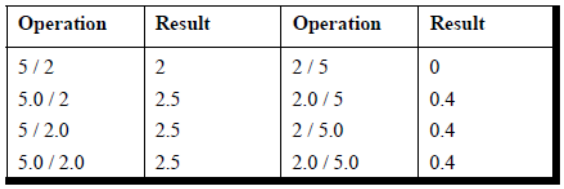 Operation Result Operation Result
5 / 2 2 2 / 5 0
5.0 / 2 2.5 2.0 / 5 0.4
5 / 2.0 2.5 2 / 5.0 0.4
5.0 / 2.0 2.5 2.0 / 5.0 0.4